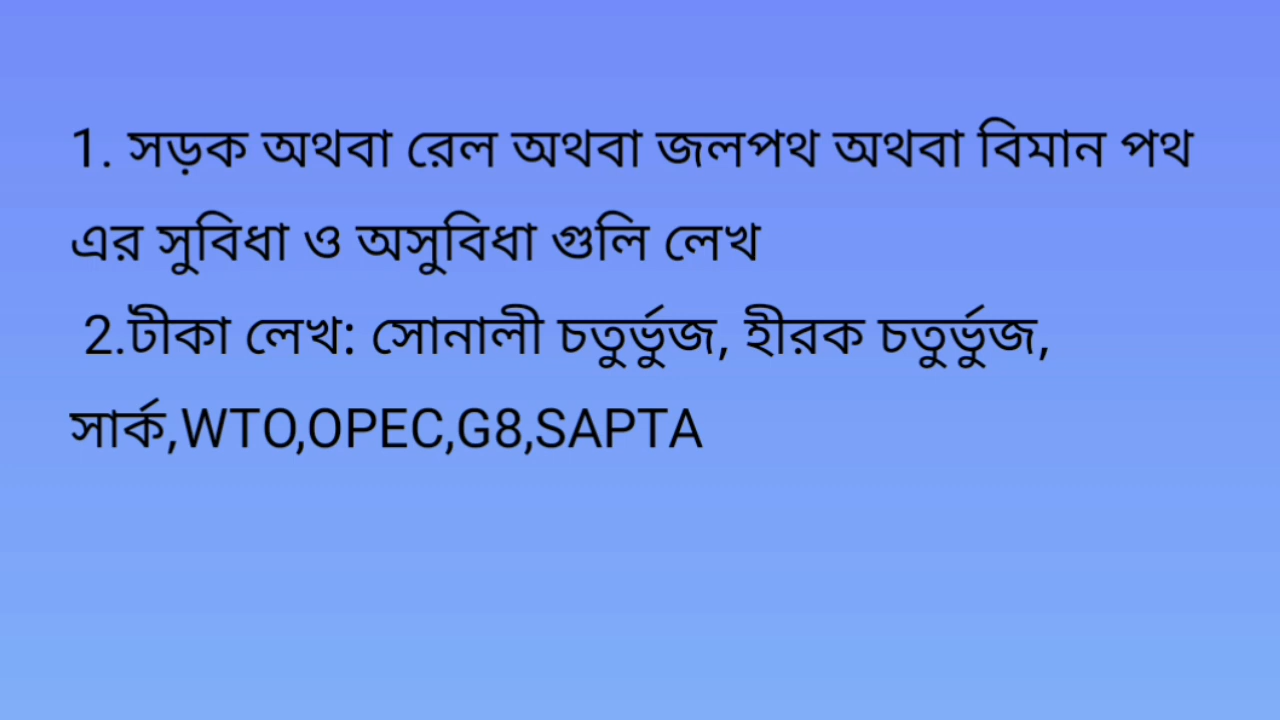 1. সড়ক অথবা রেল অথবা জলপথ অথবা বিমান পথ
এর সুবিধা ও অসুবিধা গুলি লেখ
2.টীকা লেখ: সোনালী চতুর্ভুজ, হীরক চতুর্ভুজ,
সার্ক,WTO,OPEC,G8,SAPTA